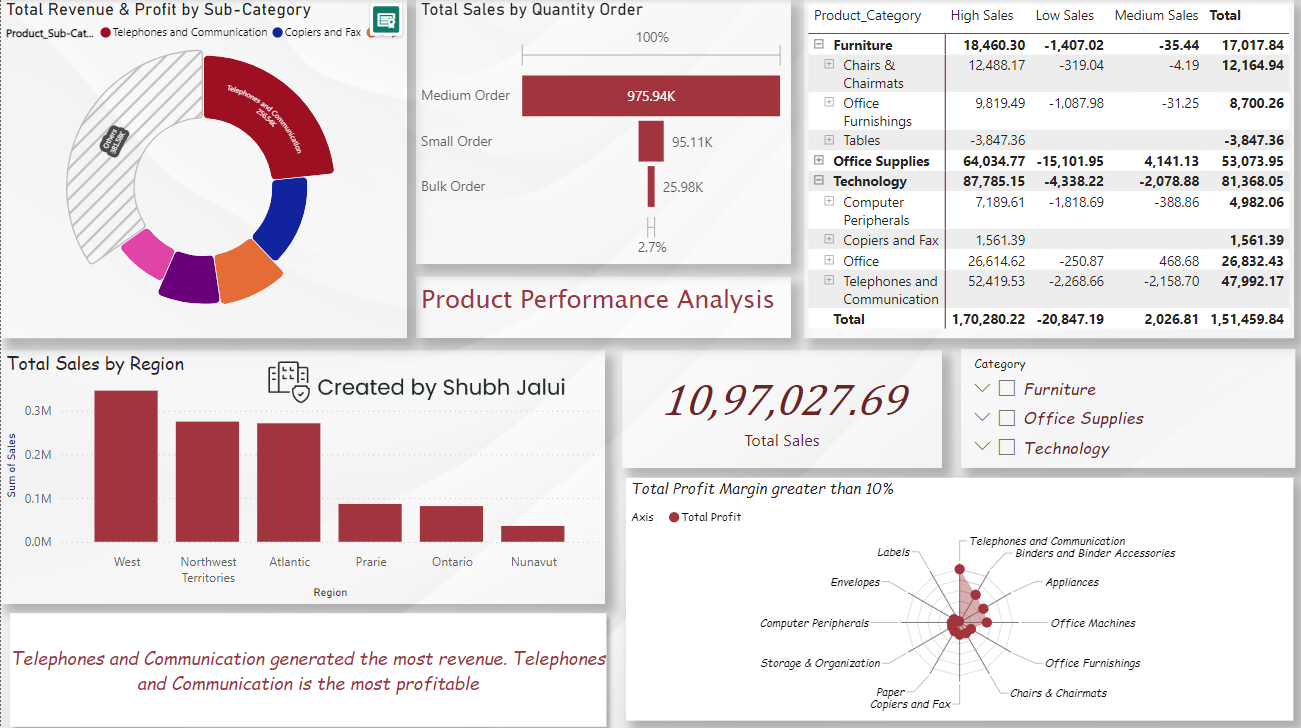 Total Revenue & Profit by Sub-Category
Product_Sub-Cat... Telephones and Communication Copiers and Fax
Telephones and Communication
256.54K
Others
381.58K
Total Sales by Quantity Order
100%
Medium Order 975.94K
Small Order 95.11K
Bulk Order 25.98K
2.7%
Product Performance Analysis
Product_Category High Sales Low Sales Medium Sales Total
Furniture 18,460.30 -1,407.02 -35.44 17,017.84
Chairs & 12,488.17 -319.04 -4.19 12,164.94
Chairmats
Office 9,819.49 -1,087.98 -31.25 8,700.26
Furnishings
Tables -3,847.36 -3,847.36
Office Supplies 64,034.77 -15,101.95 4,141.13 53,073.95
Technology 87,785.15 -4,338.22 -2,078.88 81,368.05
Computer 7,189.61 -1,818.69 -388.86 4,982.06
Peripherals
Copiers and Fax 1,561.39 1,561.39
Office 26,614.62 -250.87 468.68 26,832.43
Telephones and 52,419.53 -2,268.66 -2,158.70 47,992.17
Communication
Total 1,70,280.22 -20,847.19 2,026.81 1,51,459.84
Total Sales by Region
Created by Shubh Jalui
Sum of Sales
0.3M
0.2M
0.1M
0.0M
West Northwest Atlantic Prarie Ontario Nunavut
Territories
Region
10,97,027.69
Total Sales
Category
Furniture
Office Supplies
Technology
Total Profit Margin greater than 10%
Axis Total Profit
Telephones and Communication
Labels Binders and Binder Accessories
Envelopes Appliances
Computer Peripherals Office Machines
Storage & Organization Office Furnishings
Paper Chairs & Chairmats
Copiers and Fax
Telephones and Communication generated the most revenue. Telephones
and Communication is the most profitable